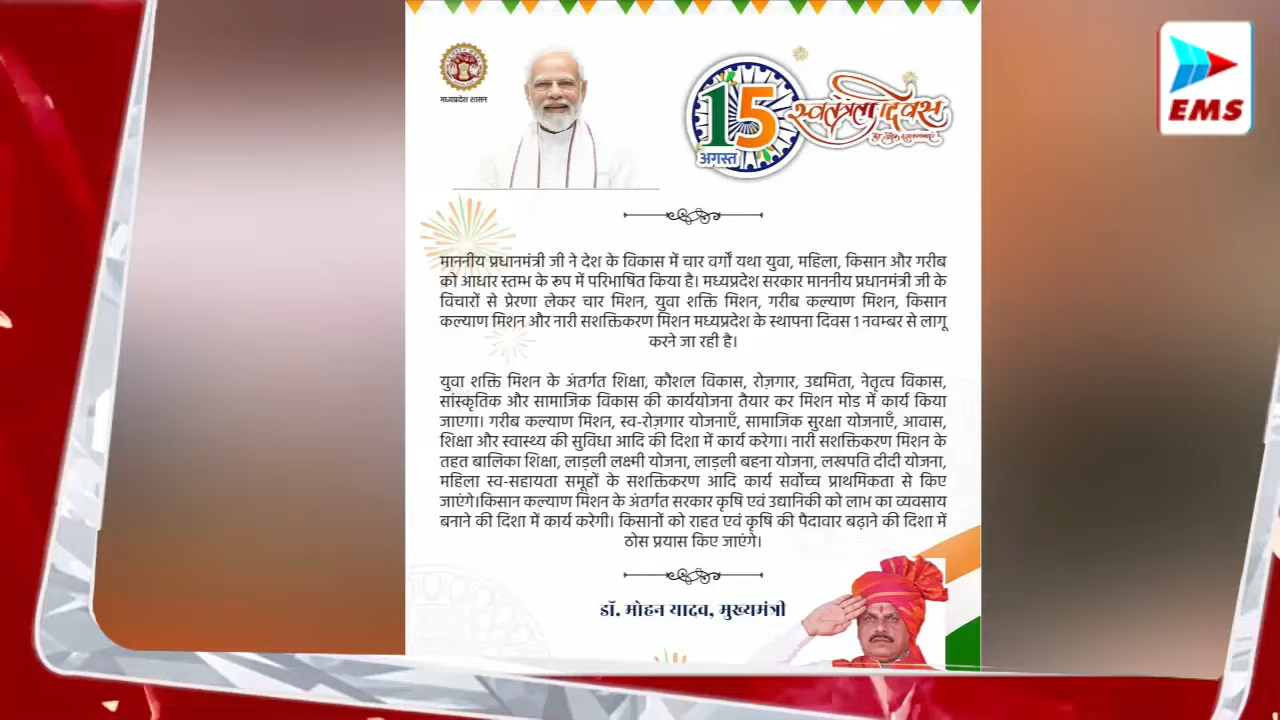 मध्यप्रदेश शासन
15
अगस्त
स्वतंत्रता दिवस
EMS
माननीय प्रधानमंत्री जी ने देश के विकास में चार वर्गों यथा युवा, महिला, किसान और गरीब
को आधार स्तम्भ के रूप में परिभाषित किया है। मध्यप्रदेश सरकार माननीय प्रधानमंत्री जी के
विचारों से प्रेरणा लेकर चार मिशन, युवा शक्ति मिशन, गरीब कल्याण मिशन, किसान
कल्याण मिशन और नारी सशक्तिकरण मिशन मध्यप्रदेश के स्थापना दिवस 1 नवम्बर से लागू
करने जा रही है।
युवा शक्ति मिशन के अंतर्गत शिक्षा, कौशल विकास, रोज़गार, उद्यमिता, नेतृत्व विकास,
सांस्कृतिक और सामाजिक विकास की कार्ययोजना तैयार कर मिशन मोड में कार्य किया
जाएगा। गरीब कल्याण मिशन, स्व-रोज़गार योजनाएँ, सामाजिक सुरक्षा योजनाएँ, आवास,
शिक्षा और स्वास्थ्य की सुविधा आदि की दिशा में कार्य करेगा। नारी सशक्तिकरण मिशन के
तहत बालिका शिक्षा, लाड़ली लक्ष्मी योजना, लाड़ली बहना योजना, लखपति दीदी योजना,
महिला स्व-सहायता समूहों के सशक्तिकरण आदि कार्य सर्वोच्च प्राथमिकता से किए
जाएंगे।किसान कल्याण मिशन के अंतर्गत सरकार कृषि एवं उद्यानिकी को लाभ का व्यवसाय
बनाने की दिशा में कार्य करेगी। किसानों को राहत एवं कृषि की पैदावार बढ़ाने की दिशा में
ठोस प्रयास किए जाएंगे।
डॉ. मोहन यादव, मुख्यमंत्री